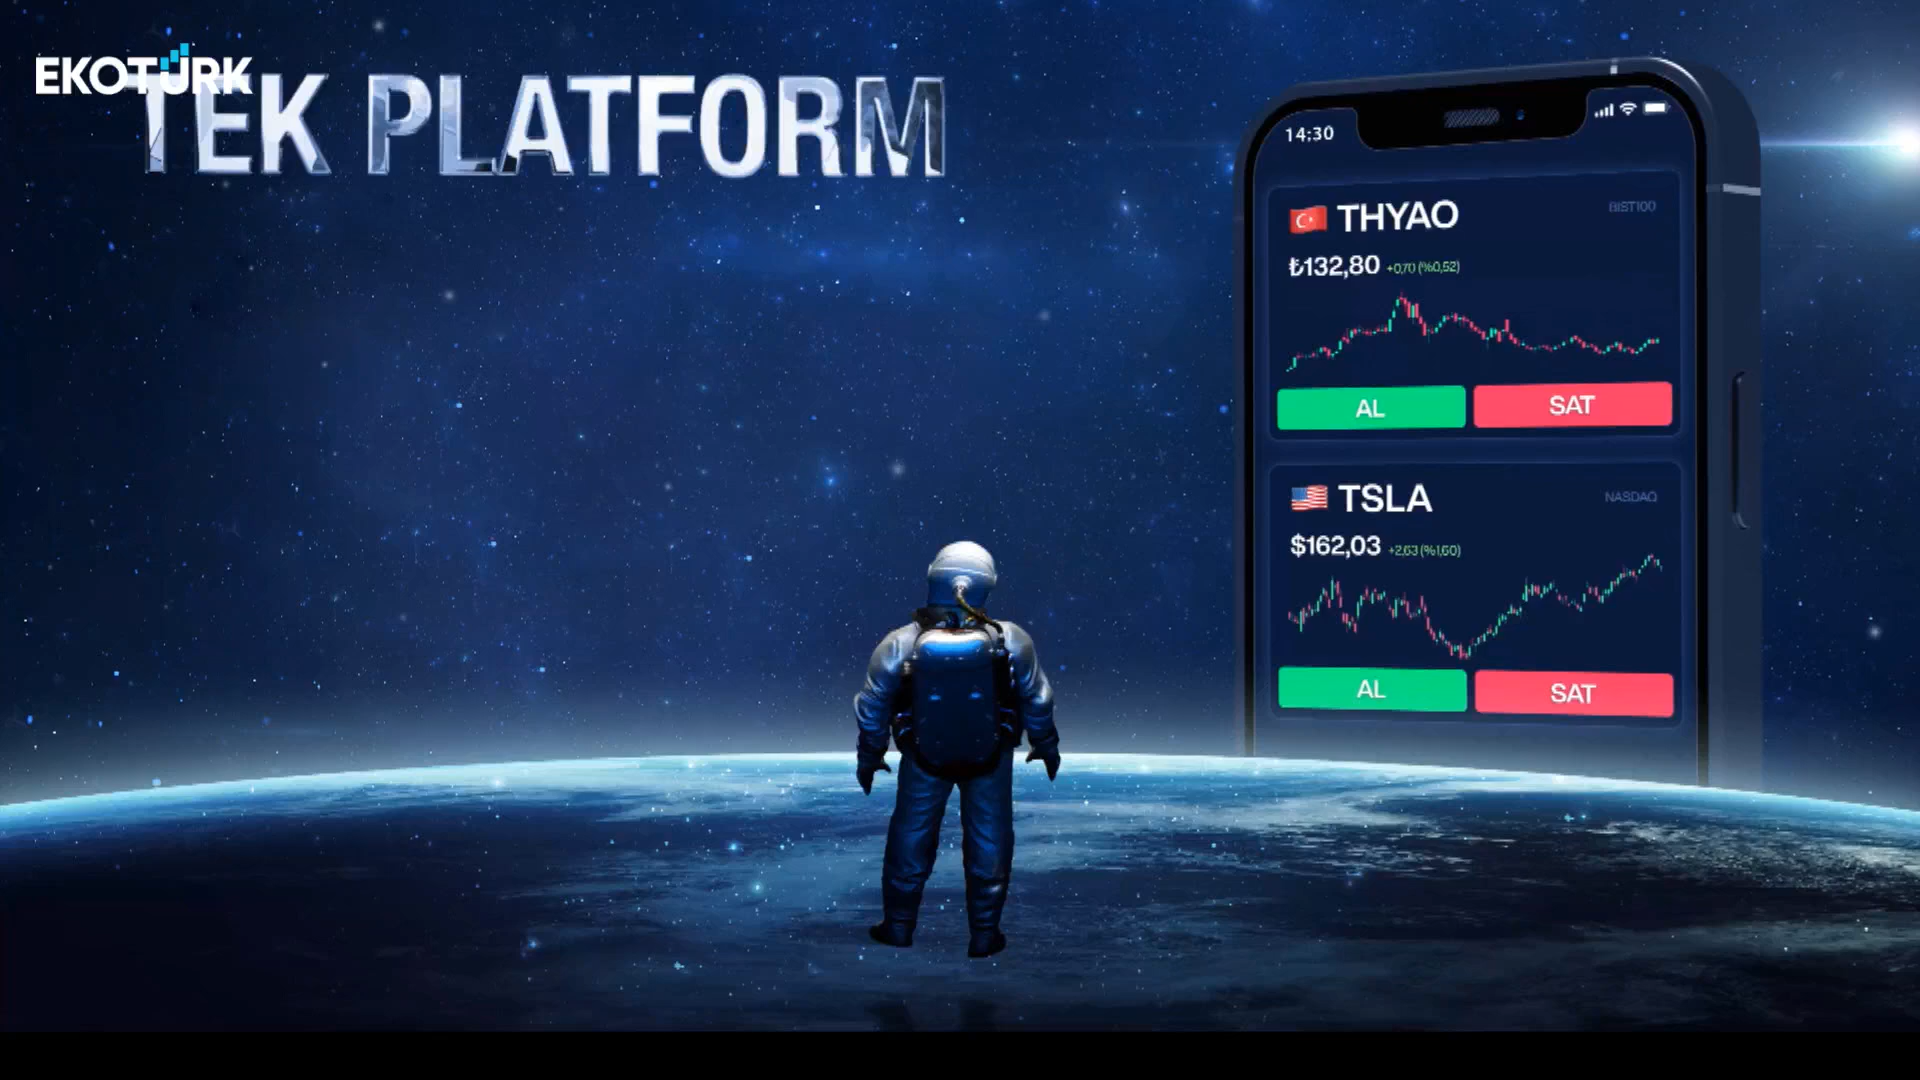 EKOTÜRK
TEK PLATFORM
14:30
THYAO
BIST100
₺132,80 +0,70 (%0,52)
AL
SAT
TSLA
NASDAQ
$162,03 +2,63 (%1,60)
AL
SAT